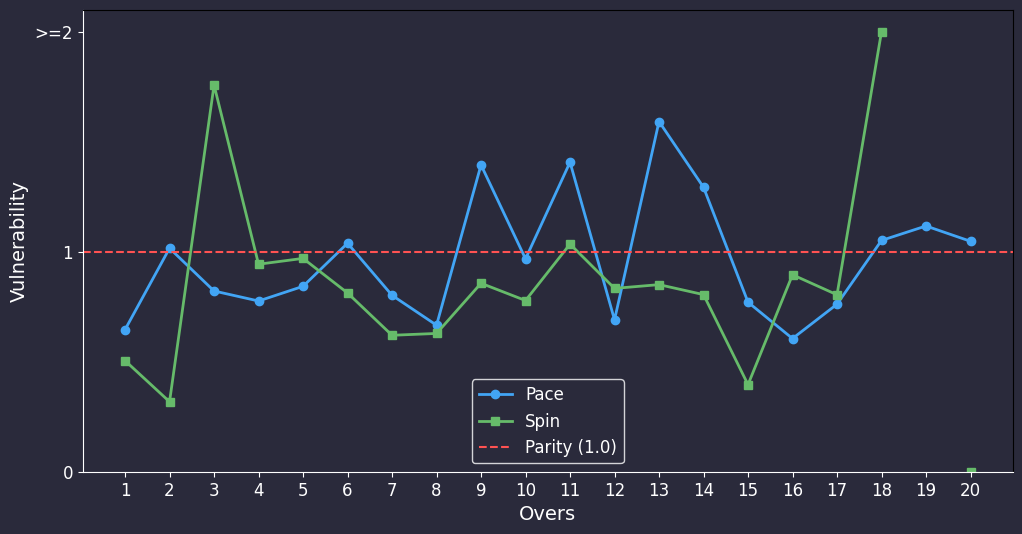 >=2
1
0
Vulnerability
Pace
Spin
Parity (1.0)
1 2 3 4 5 6 7 8 9 10 11 12 13 14 15 16 17 18 19 20
Overs